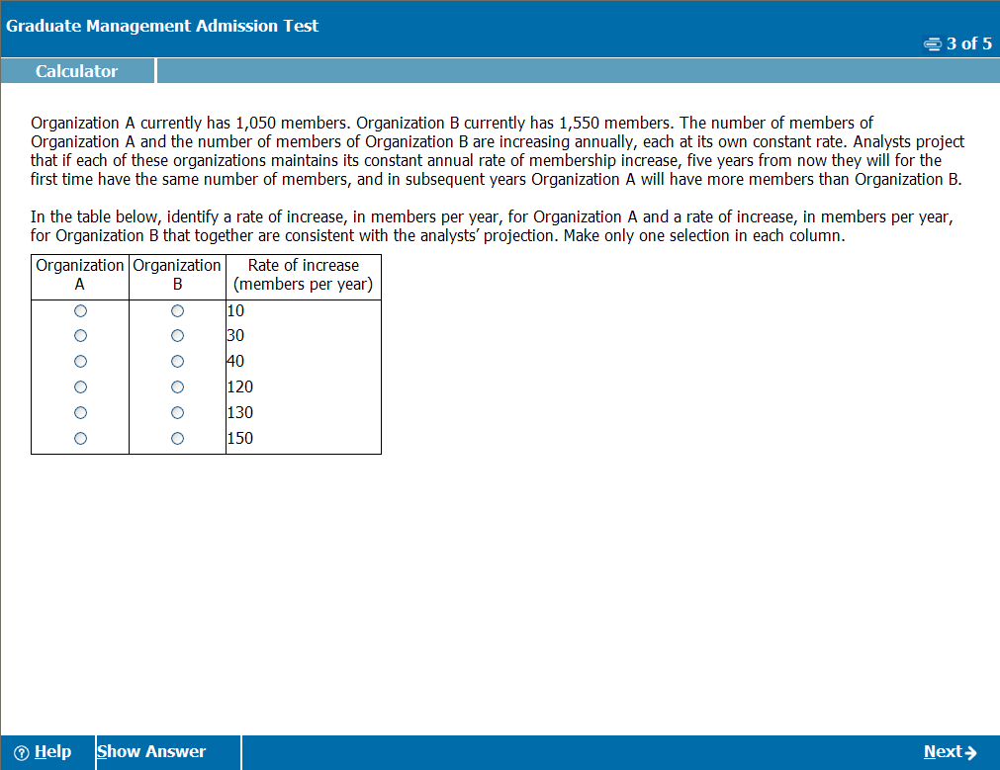 Graduate Management Admission Test
3 of 5
Calculator
Organization A currently has 1,050 members. Organization B currently has 1,550 members. The number of members of
Organization A and the number of members of Organization B are increasing annually, each at its own constant rate. Analysts project
that if each of these organizations maintains its constant annual rate of membership increase, five years from now they will for the
first time have the same number of members, and in subsequent years Organization A will have more members than Organization B.
In the table below, identify a rate of increase, in members per year, for Organization A and a rate of increase, in members per year,
for Organization B that together are consistent with the analysts' projection. Make only one selection in each column.
Organization A Organization B Rate of increase (members per year)
10
30
40
120
130
150
? Help Show Answer Next